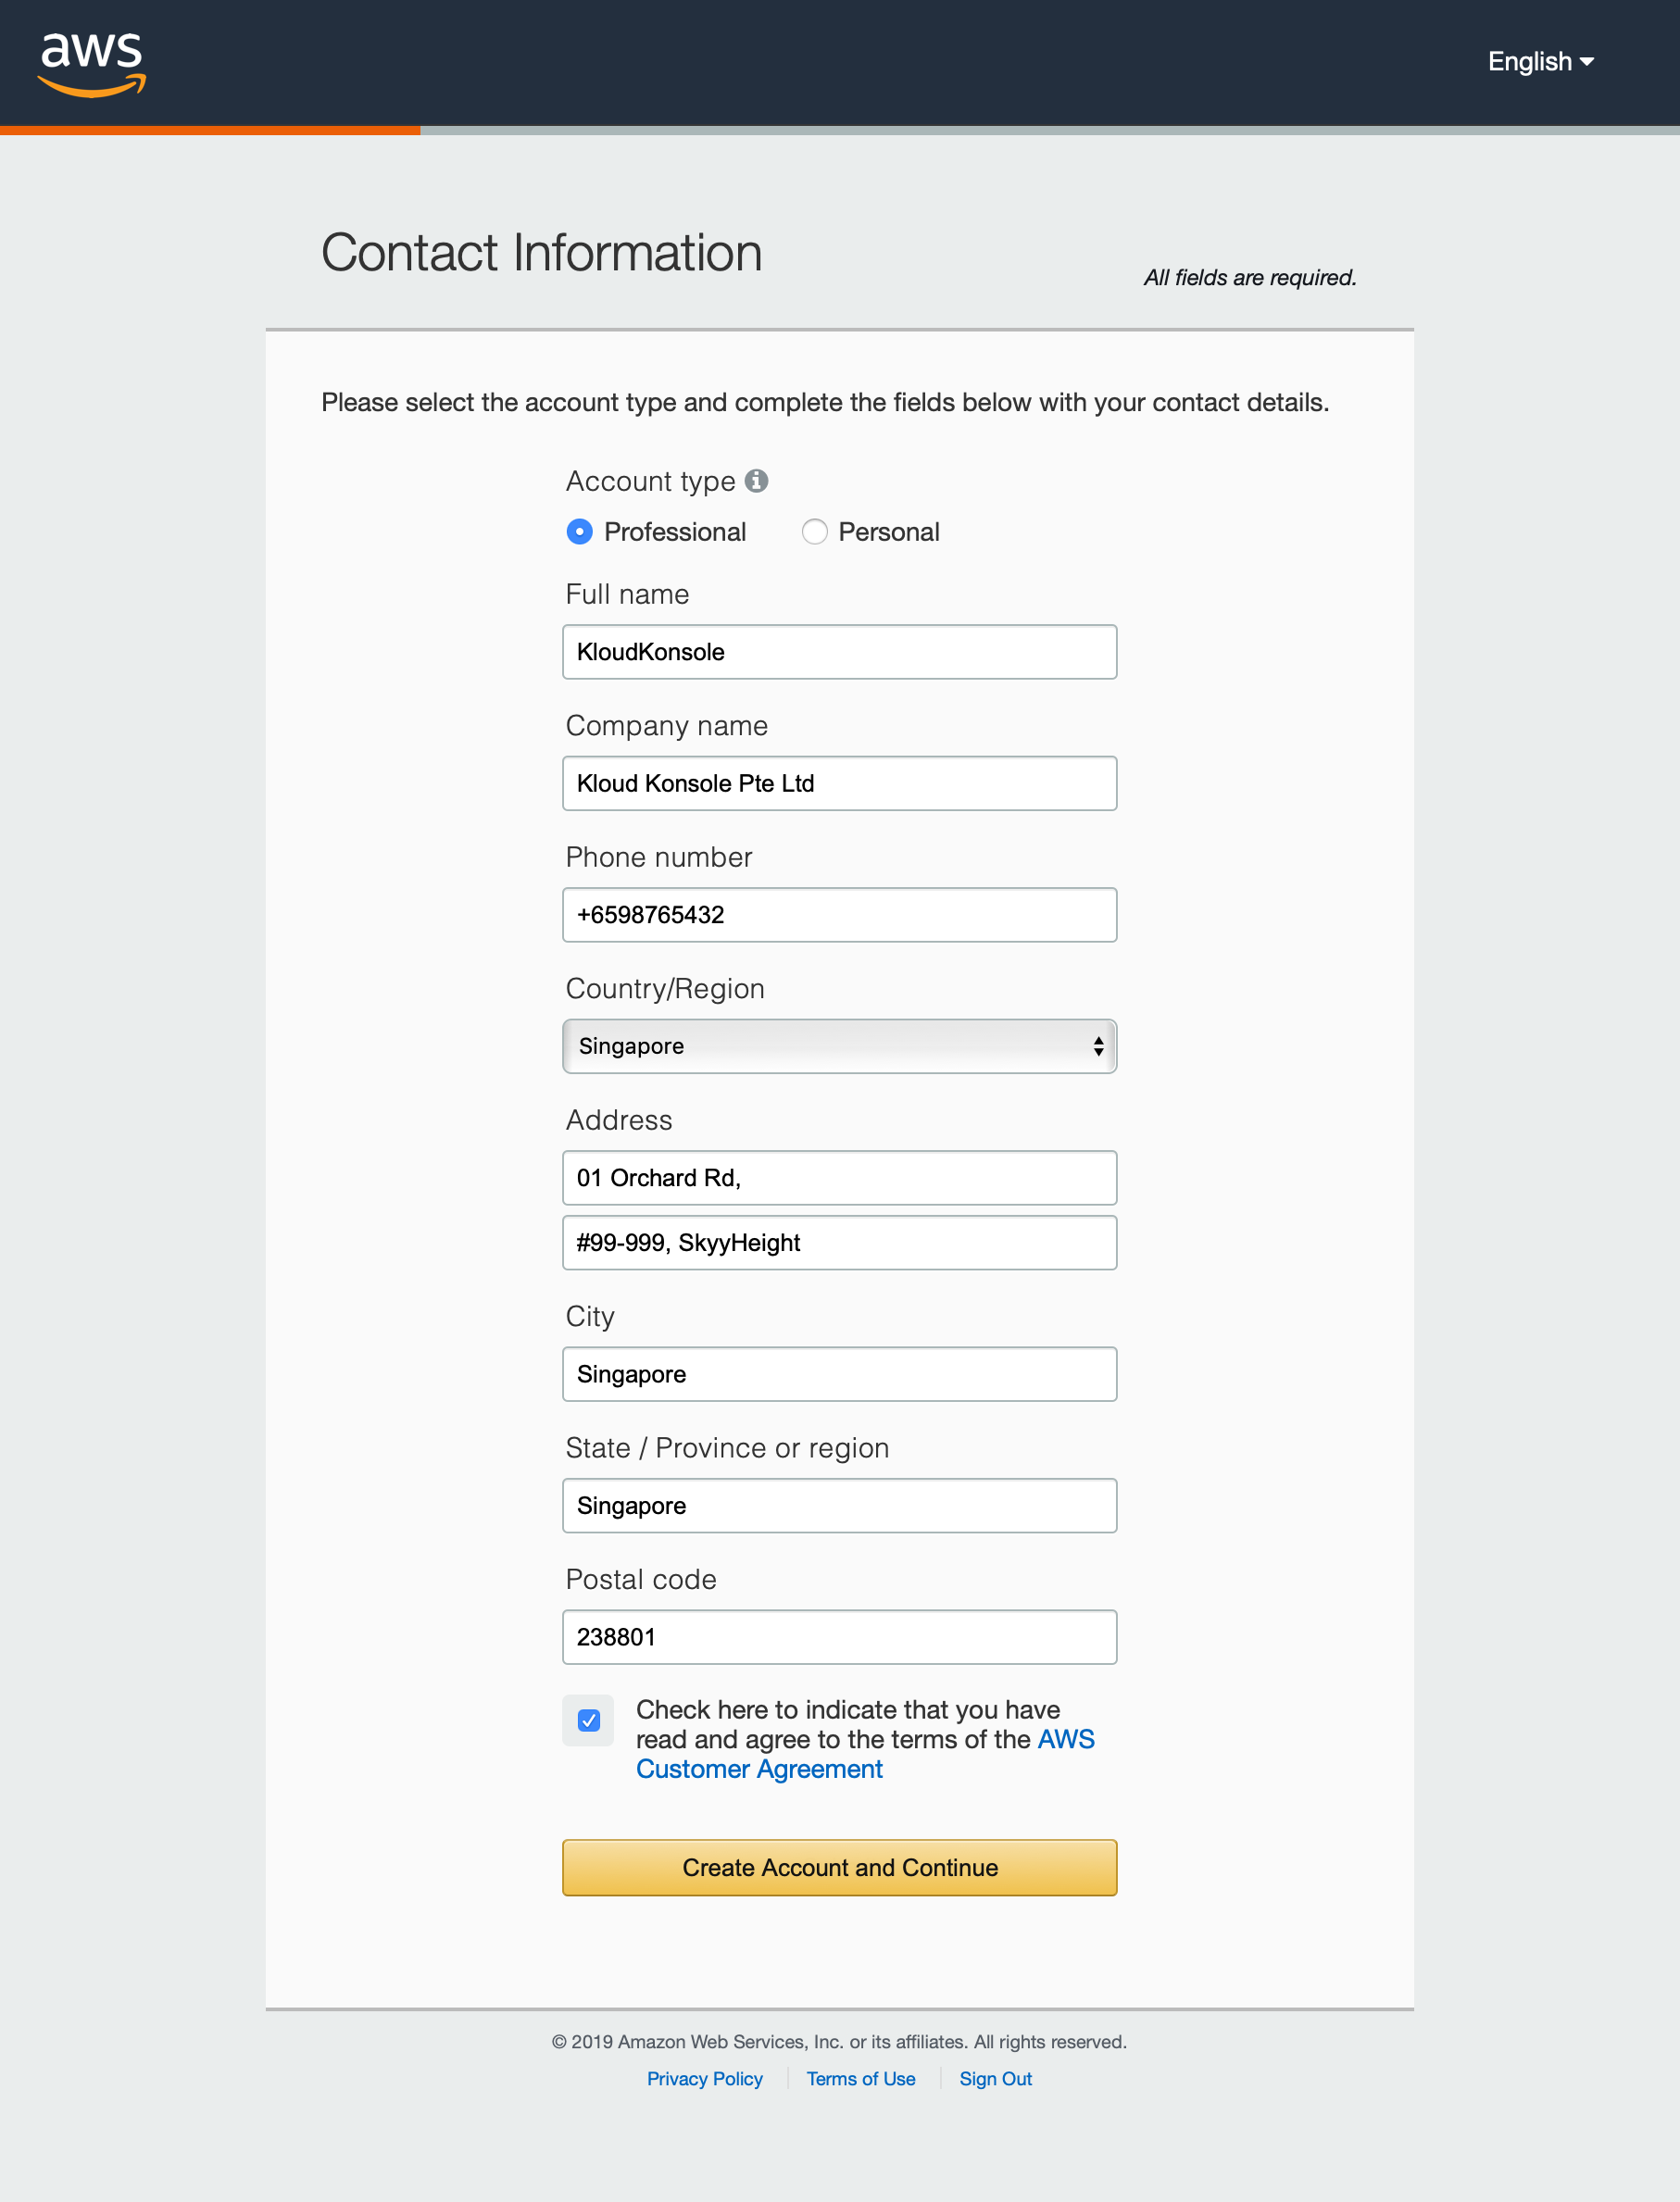 aws
English
Contact Information
All fields are required.
Please select the account type and complete the fields below with your contact details.
Account type
Professional Personal
Full name
KloudKonsole
Company name
Kloud Konsole Pte Ltd
Phone number
+6598765432
Country/Region
Singapore
Address
01 Orchard Rd,
#99-999, SkyyHeight
City
Singapore
State / Province or region
Singapore
Postal code
238801
Check here to indicate that you have
read and agree to the terms of the AWS
Customer Agreement
Create Account and Continue
© 2019 Amazon Web Services, Inc. or its affiliates. All rights reserved.
Privacy Policy Terms of Use Sign Out